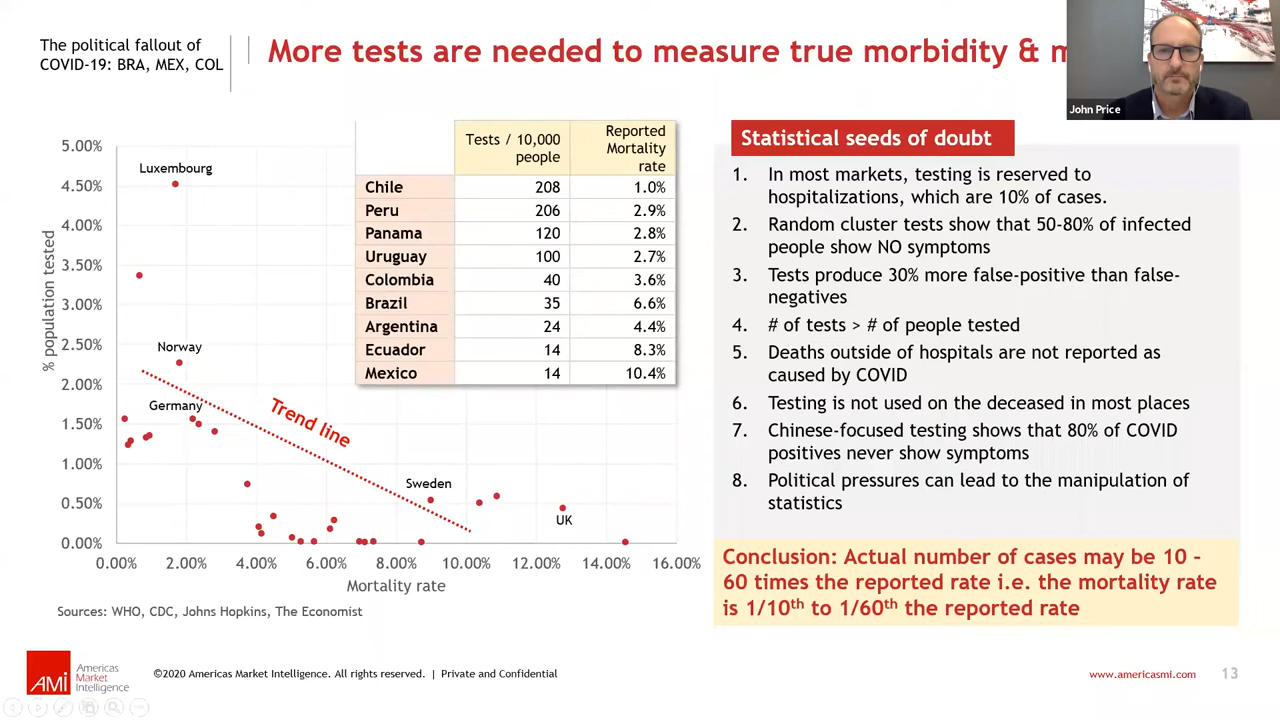 The political fallout of
COVID-19: BRA, MEX, COL
More tests are needed to measure true morbidity &
John Price
5.00%
4.50%
4.00%
3.50%
3.00%
2.50%
2.00%
1.50%
1.00%
0.50%
0.00%
% population tested
Luxembourg
Norway
Germany
Trend line
Sweden
UK
0.00% 2.00% 4.00% 6.00% 8.00% 10.00% 12.00% 14.00% 16.00%
Mortality rate
Tests / 10,000
people
Reported
Mortality
rate
Chile 208 1.0%
Peru 206 2.9%
Panama 120 2.8%
Uruguay 100 2.7%
Colombia 40 3.6%
Brazil 35 6.6%
Argentina 24 4.4%
Ecuador 14 8.3%
Mexico 14 10.4%
Sources: WHO, CDC, Johns Hopkins, The Economist
Statistical seeds of doubt
1. In most markets, testing is reserved to
hospitalizations, which are 10% of cases.
2. Random cluster tests show that 50-80% of infected
people show NO symptoms
3. Tests produce 30% more false-positive than false-
negatives
4. # of tests > # of people tested
5. Deaths outside of hospitals are not reported as
caused by COVID
6. Testing is not used on the deceased in most places
7. Chinese-focused testing shows that 80% of COVID
positives never show symptoms
8. Political pressures can lead to the manipulation of
statistics
Conclusion: Actual number of cases may be 10 –
60 times the reported rate i.e. the mortality rate
is 1/10th to 1/60th the reported rate
AMi
Americas
Market
Intelligence
©2020 Americas Market Intelligence. All rights reserved. | Private and Confidential
www.americasmi.com
13